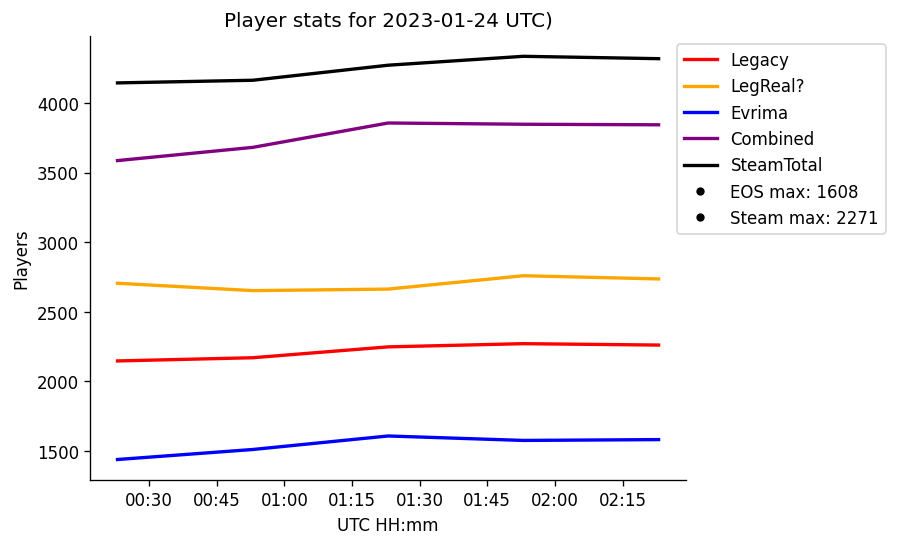 Player stats for 2023-01-24 UTC)
Legacy
LegReal?
Evrima
Combined
SteamTotal
EOS max: 1608
Steam max: 2271
Players
4000
3500
3000
2500
2000
1500
00:30 00:45 01:00 01:15 01:30 01:45 02:00 02:15
UTC HH:mm